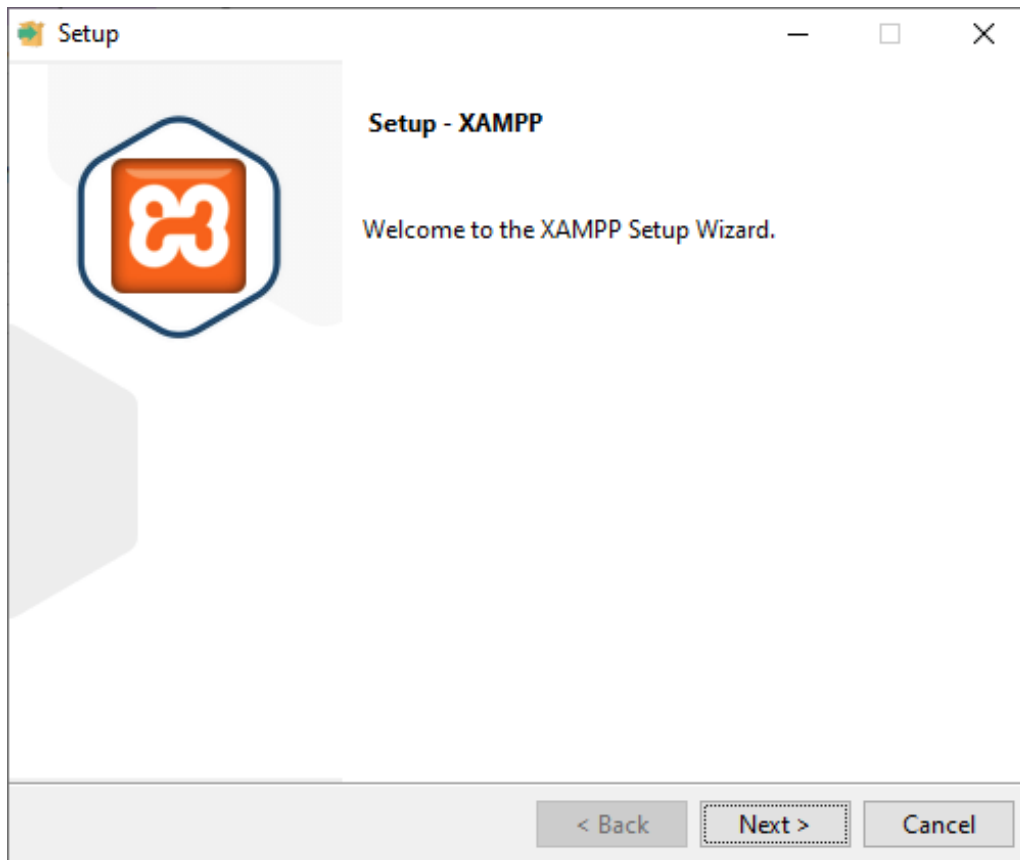 Setup
Setup - XAMPP
Welcome to the XAMPP Setup Wizard.
< Back
Next >
Cancel